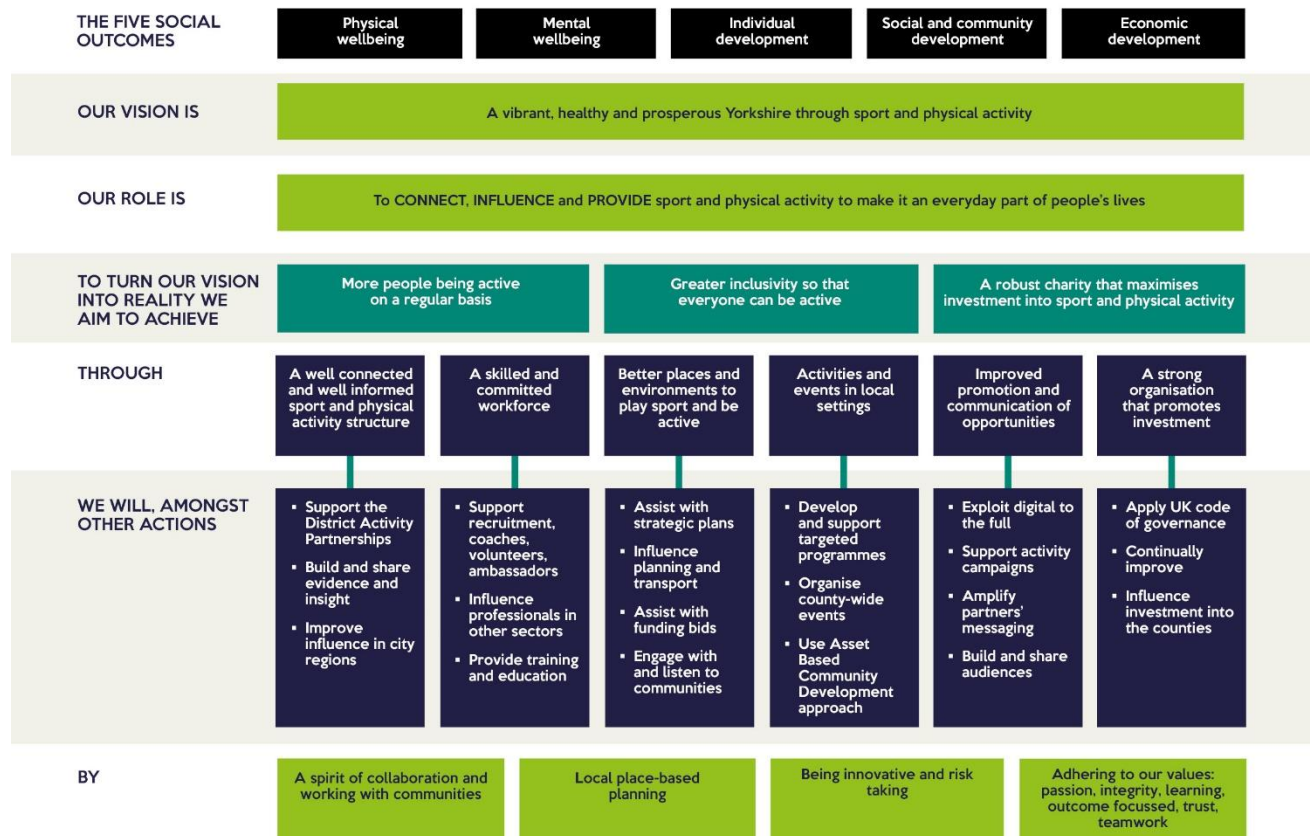 THE FIVE SOCIAL
OUTCOMES
Physical
wellbeing
Mental
wellbeing
Individual
development
Social and community
development
Economic
development
OUR VISION IS
A vibrant, healthy and prosperous Yorkshire through sport and physical activity
OUR ROLE IS
To CONNECT, INFLUENCE and PROVIDE sport and physical activity to make it an everyday part of people's lives
TO TURN OUR VISION
INTO REALITY WE
AIM TO ACHIEVE
More people being active
on a regular basis
Greater inclusivity so that
everyone can be active
A robust charity that maximises
investment into sport and physical activity
THROUGH
A well connected
and well informed
sport and physical
activity structure
A skilled and
committed
workforce
Better places and
environments to
play sport and be
active
Activities and
events in local
settings
Improved
promotion and
communication of
opportunities
A strong
organisation
that promotes
investment
WE WILL, AMONGST
OTHER ACTIONS
▪ Support the
District Activity
Partnerships
▪ Build and share
evidence and
insight
▪ Improve
influence in city
regions
▪ Support
recruitment,
coaches,
volunteers,
ambassadors
▪ Influence
professionals in
other sectors
▪ Provide training
and education
▪ Assist with
strategic plans
▪ Influence
planning and
transport
▪ Assist with
funding bids
▪ Engage with
and listen to
communities
▪ Develop
and support
targeted
programmes
▪ Organise
county-wide
events
▪ Use Asset
Based
Community
Development
approach
▪ Exploit digital to
the full
▪ Support activity
campaigns
▪ Amplify
partners'
messaging
▪ Build and share
audiences
▪ Apply UK code
of governance
▪ Continually
improve
▪ Influence
investment into
the counties
BY
A spirit of collaboration and
working with communities
Local place-based
planning
Being innovative and risk
taking
Adhering to our values:
passion, integrity, learning,
outcome focussed, trust,
teamwork